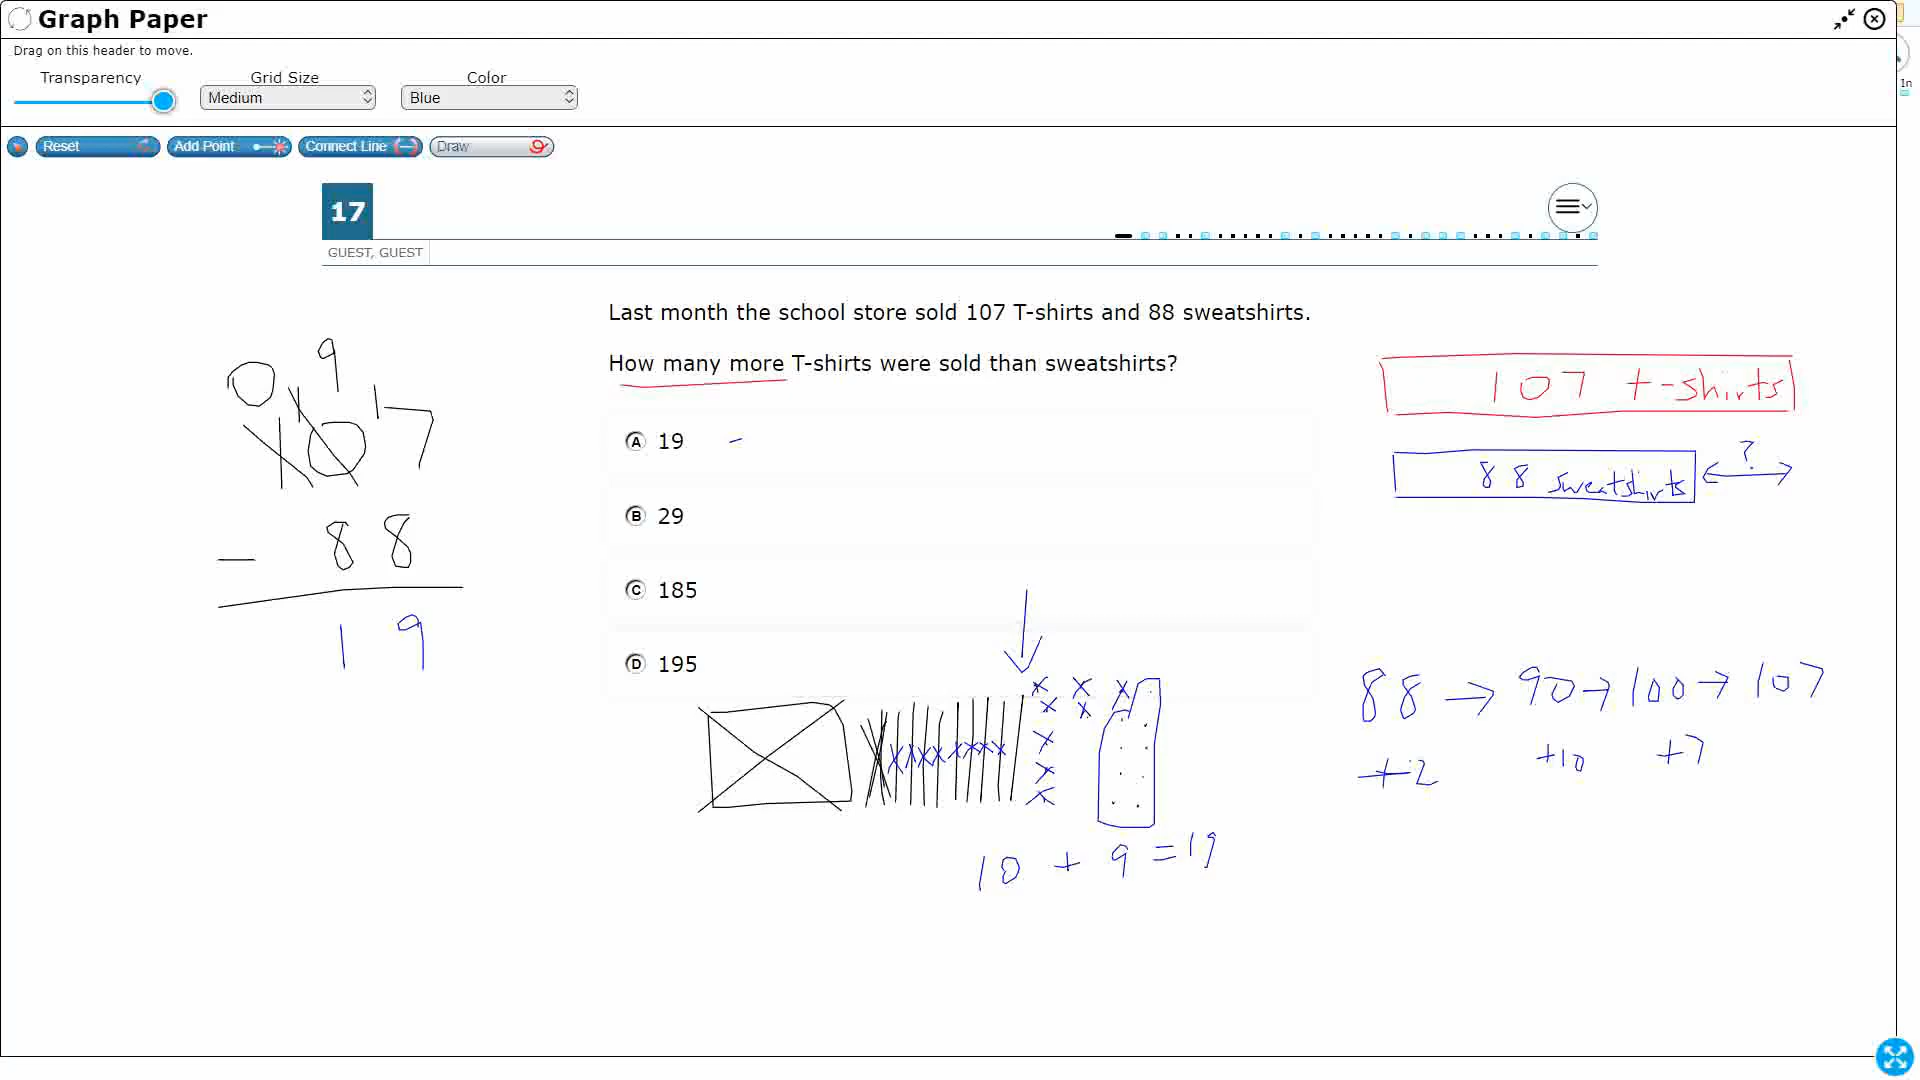 Graph Paper
Drag on this header to move.
Transparency
Grid Size
Color
Medium
Blue
Reset
Add Point
Connect Line
Draw
17
GUEST, GUEST
Last month the school store sold 107 T-shirts and 88 sweatshirts.
How many more T-shirts were sold than sweatshirts?
A 19
B 29
C 185
D 195
0 9
107
- 88
19
107 t-shirts
88 sweatshirts
?
88 → 90 → 100 → 107
+2 +10 +7
10 + 9 = 19
1n